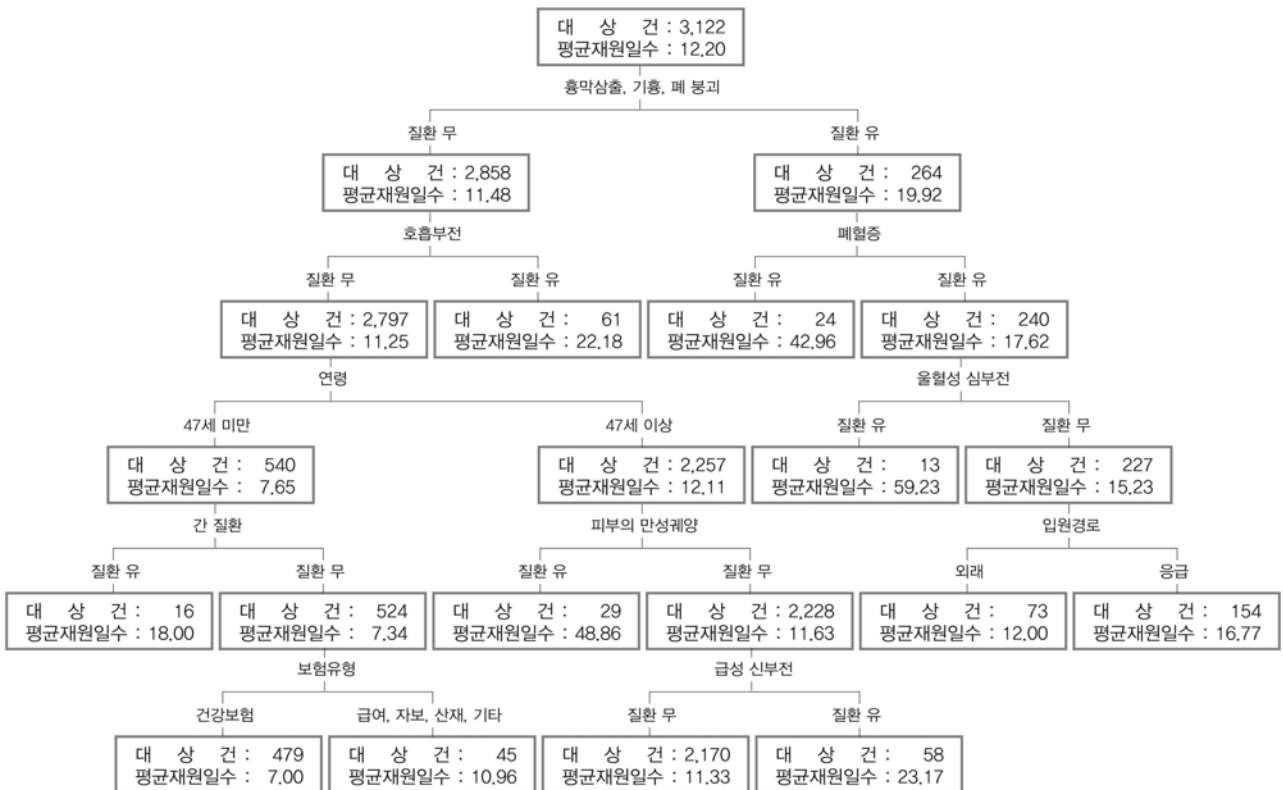 대 상 건 : 3,122
평균재원일수 : 12.20
흉막삼출, 기흉, 폐 붕괴
질환 무
질환 유
대 상 건 : 2,858
평균재원일수 : 11.48
대 상 건 : 264
평균재원일수 : 19.92
호흡부전
폐혈증
질환 무
질환 유
질환 유
질환 유
대 상 건 : 2,797
평균재원일수 : 11.25
대 상 건 : 61
평균재원일수 : 22.18
대 상 건 : 24
평균재원일수 : 42.96
대 상 건 : 240
평균재원일수 : 17.62
연령
울혈성 심부전
47세 미만
47세 이상
질환 유
질환 무
대 상 건 : 540
평균재원일수 : 7.65
대 상 건 : 2,257
평균재원일수 : 12.11
대 상 건 : 13
평균재원일수 : 59.23
대 상 건 : 227
평균재원일수 : 15.23
간 질환
피부의 만성궤양
입원경로
질환 유
질환 무
질환 유
질환 무
외래
응급
대 상 건 : 16
평균재원일수 : 18.00
대 상 건 : 524
평균재원일수 : 7.34
대 상 건 : 29
평균재원일수 : 48.86
대 상 건 : 2,228
평균재원일수 : 11.63
대 상 건 : 73
평균재원일수 : 12.00
대 상 건 : 154
평균재원일수 : 16.77
보험유형
급성 신부전
건강보험
급여, 자보, 산재, 기타
질환 무
질환 유
대 상 건 : 479
평균재원일수 : 7.00
대 상 건 : 45
평균재원일수 : 10.96
대 상 건 : 2,170
평균재원일수 : 11.33
대 상 건 : 58
평균재원일수 : 23.17